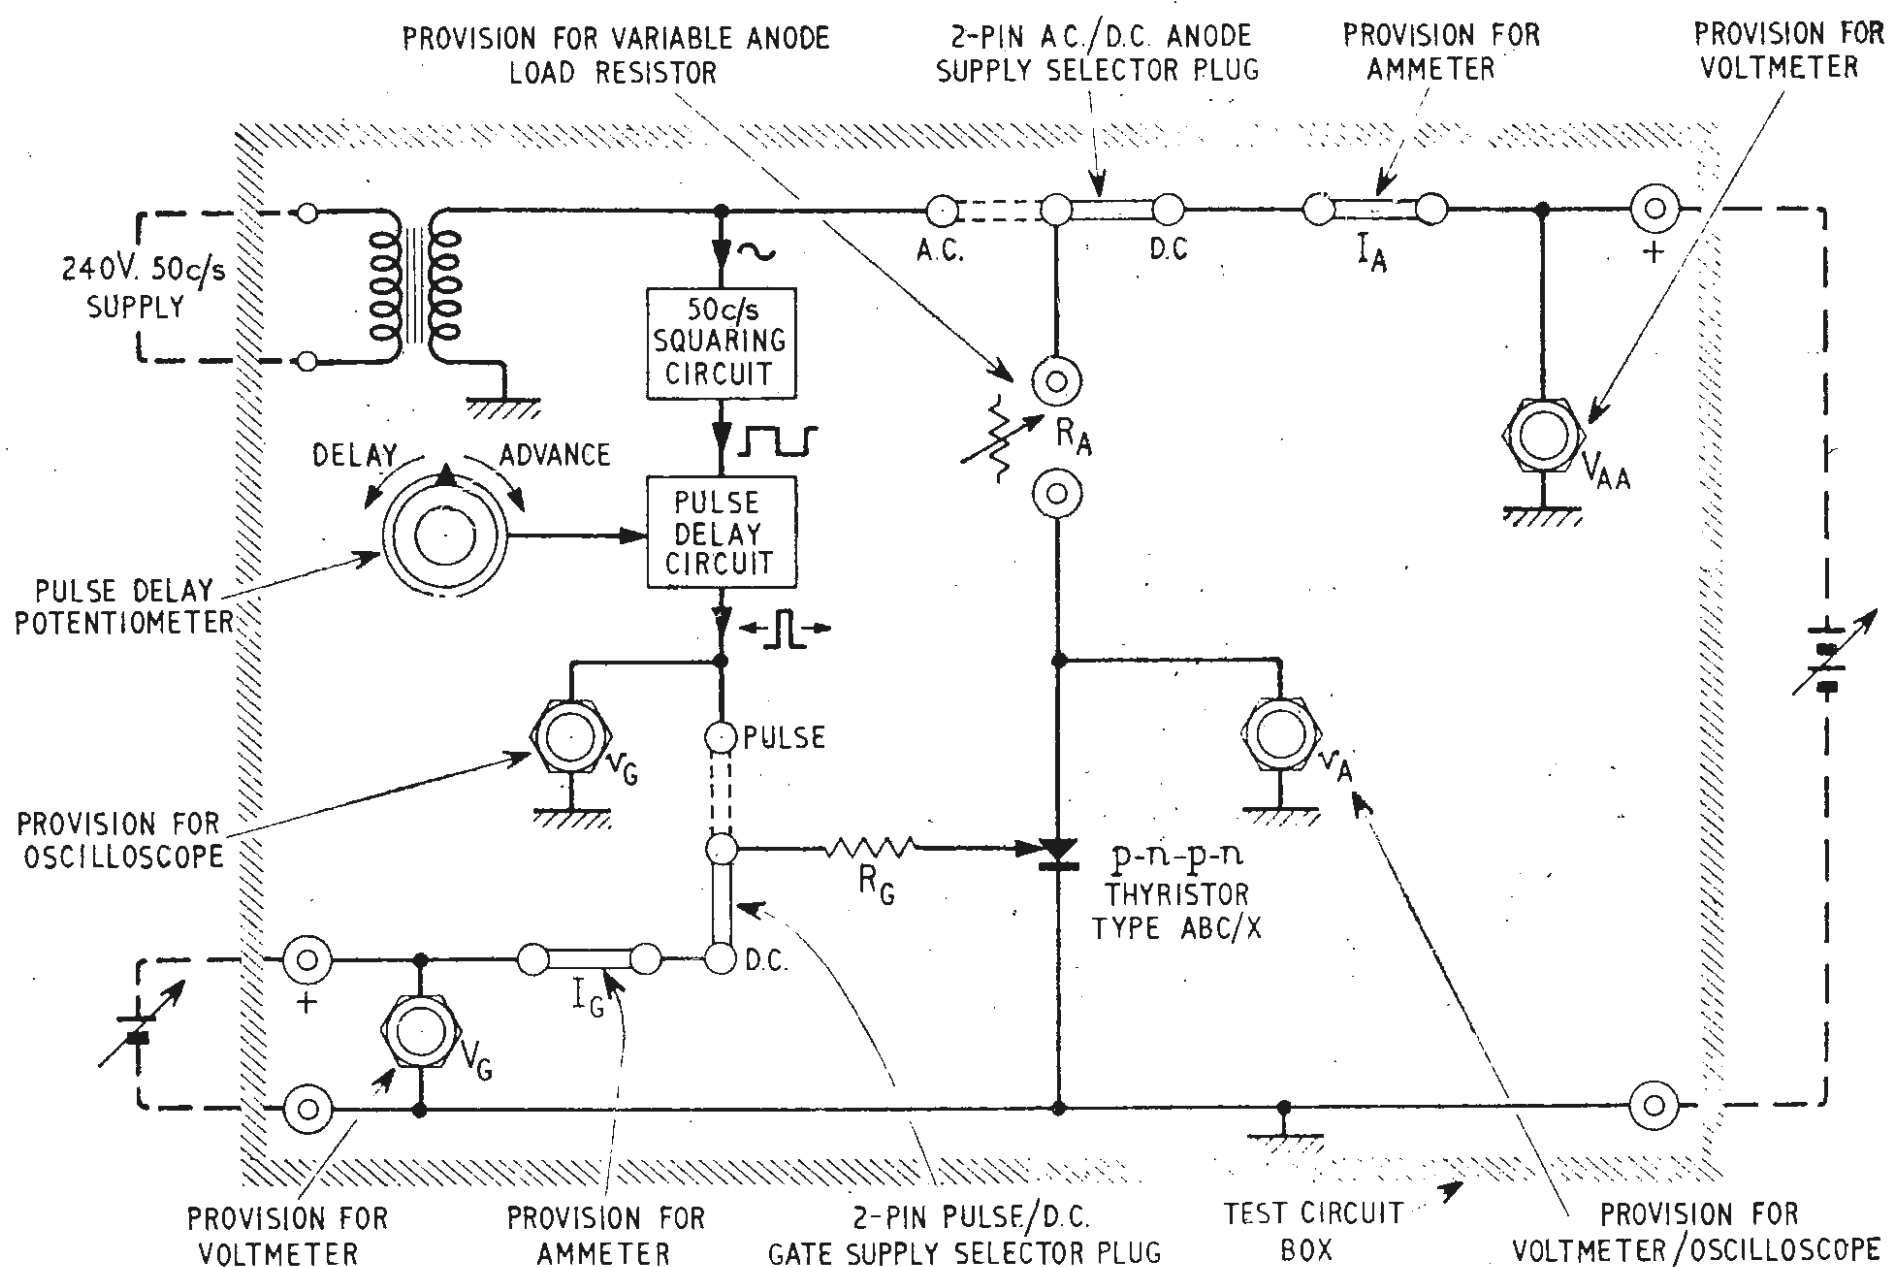 PROVISION FOR VARIABLE ANODE
LOAD RESISTOR
2-PIN A.C./D.C. ANODE
SUPPLY SELECTOR PLUG
PROVISION FOR
AMMETER
PROVISION FOR
VOLTMETER
240V. 50c/s
SUPPLY
A.C.
D.C
I_A
+
50c/s
SQUARING
CIRCUIT
DELAY
ADVANCE
R_A
V_AA
PULSE
DELAY
CIRCUIT
PULSE DELAY
POTENTIOMETER
PULSE
v_G
v_A
PROVISION FOR
OSCILLOSCOPE
R_G
p-n-p-n
THYRISTOR
TYPE ABC/X
D.C.
+
I_G
V_G
PROVISION FOR
VOLTMETER
PROVISION FOR
AMMETER
2-PIN PULSE/D.C.
GATE SUPPLY SELECTOR PLUG
TEST CIRCUIT
BOX
PROVISION FOR
VOLTMETER/OSCILLOSCOPE